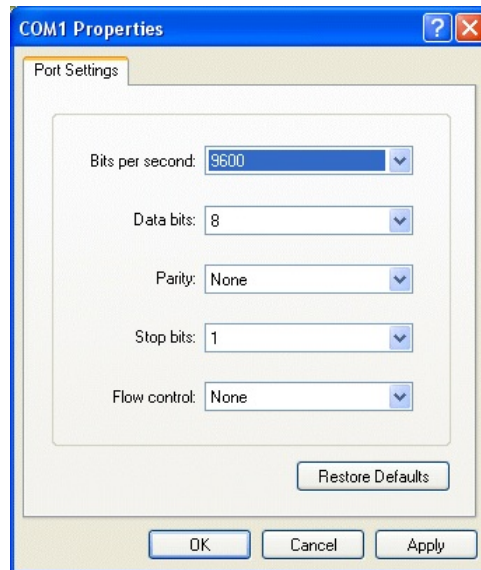 COM1 Properties
Port Settings
Bits per second: 9600
Data bits: 8
Parity: None
Stop bits: 1
Flow control: None
Restore Defaults
OK Cancel Apply